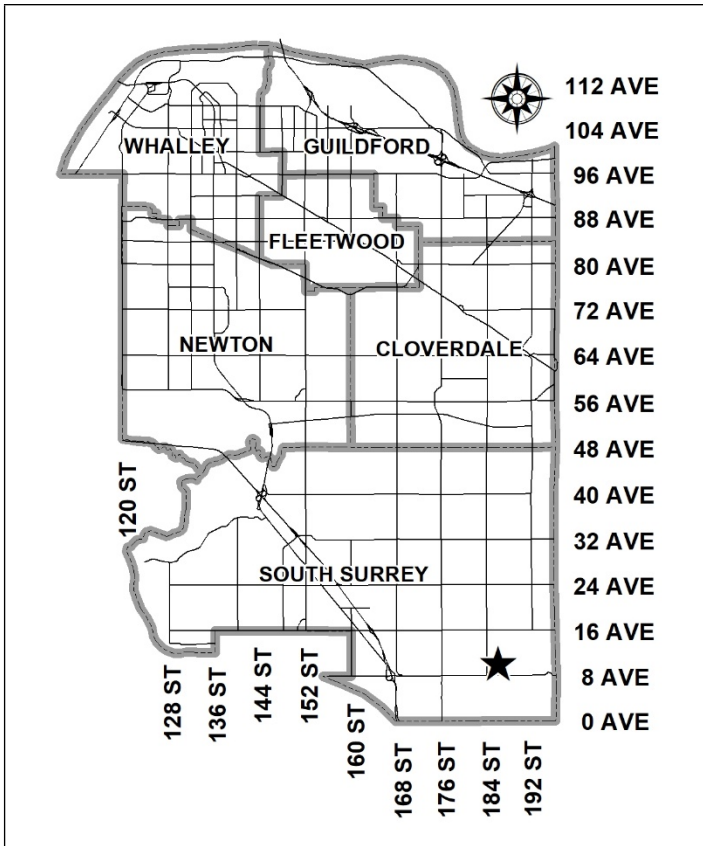 112 AVE
104 AVE
WHALLEY
GUILDFORD
96 AVE
88 AVE
FLEETWOOD
80 AVE
72 AVE
NEWTON
CLOVERDALE
64 AVE
56 AVE
48 AVE
120 ST
40 AVE
32 AVE
SOUTH SURREY
24 AVE
16 AVE
8 AVE
0 AVE
128 ST
136 ST
144 ST
152 ST
160 ST
168 ST
176 ST
184 ST
192 ST